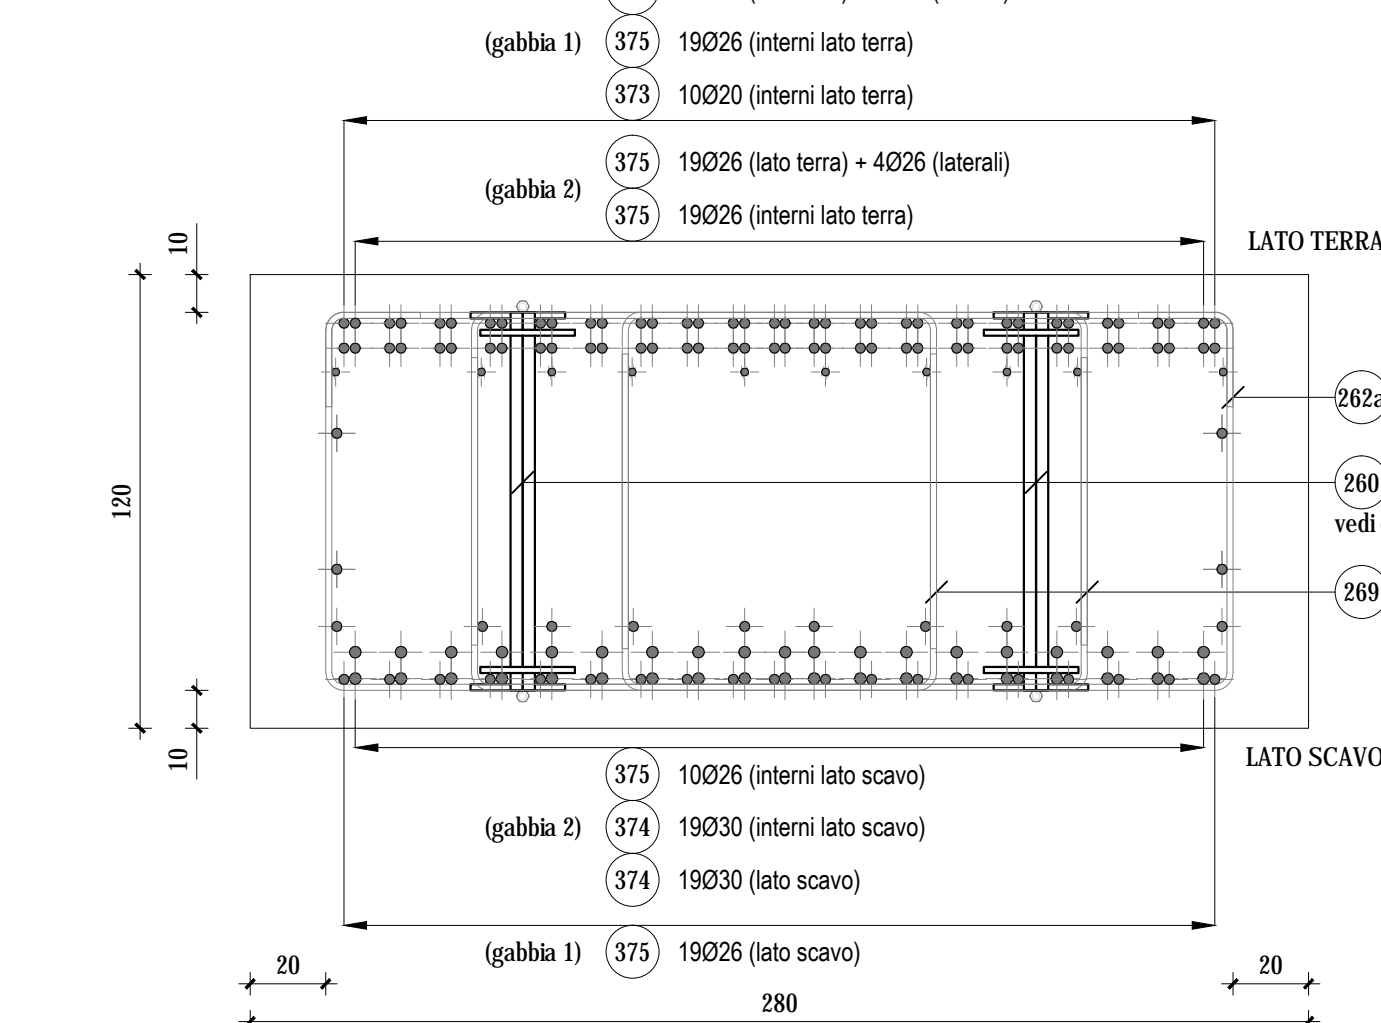 (gabbia 1) 375 19Ø26 (interni lato terra)
373 10Ø20 (interni lato terra)
375 19Ø26 (lato terra) + 4Ø26 (laterali)
(gabbia 2)
375 19Ø26 (interni lato terra)
10
LATO TERRA
262a
120
260
vedi
269
10
LATO SCAVO
375 10Ø26 (interni lato scavo)
(gabbia 2) 374 19Ø30 (interni lato scavo)
374 19Ø30 (lato scavo)
(gabbia 1) 375 19Ø26 (lato scavo)
20 20
280